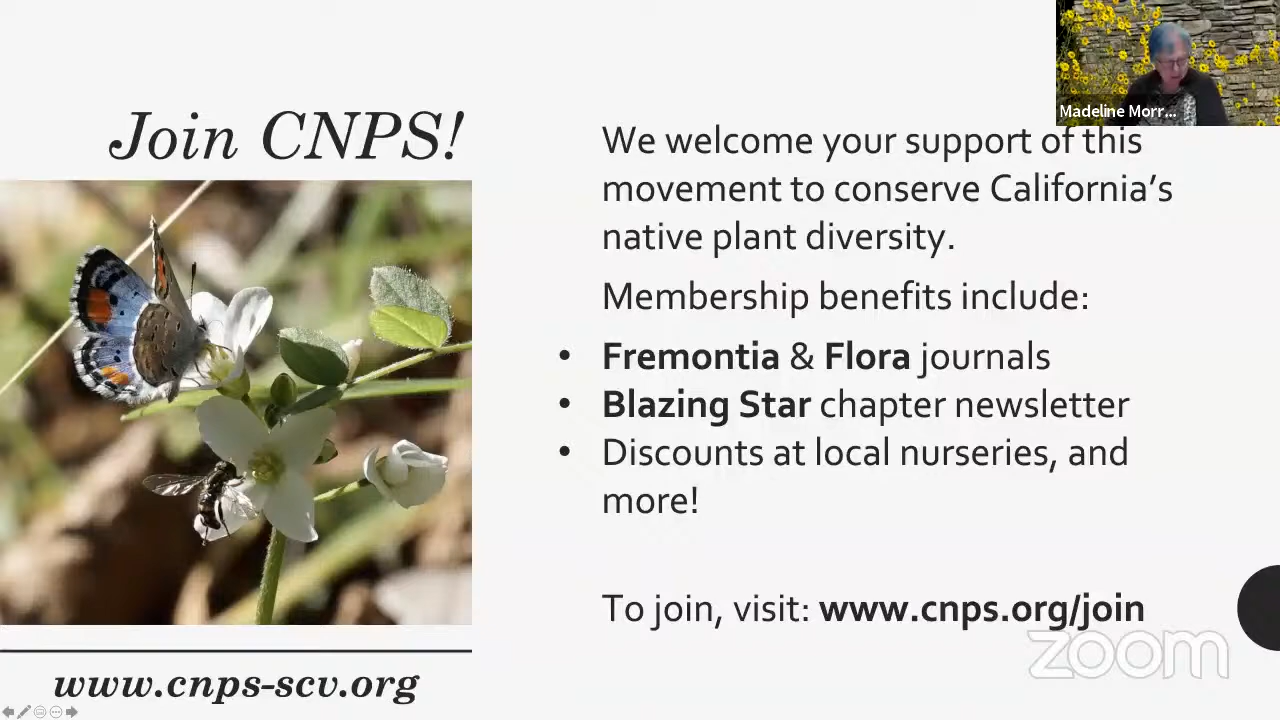 Madeline Morr...
Join CNPS!
We welcome your support of this
movement to conserve California's
native plant diversity.
Membership benefits include:
• Fremontia & Flora journals
• Blazing Star chapter newsletter
• Discounts at local nurseries, and
more!
To join, visit: www.cnps.org/join
zoom
www.cnps-scv.org